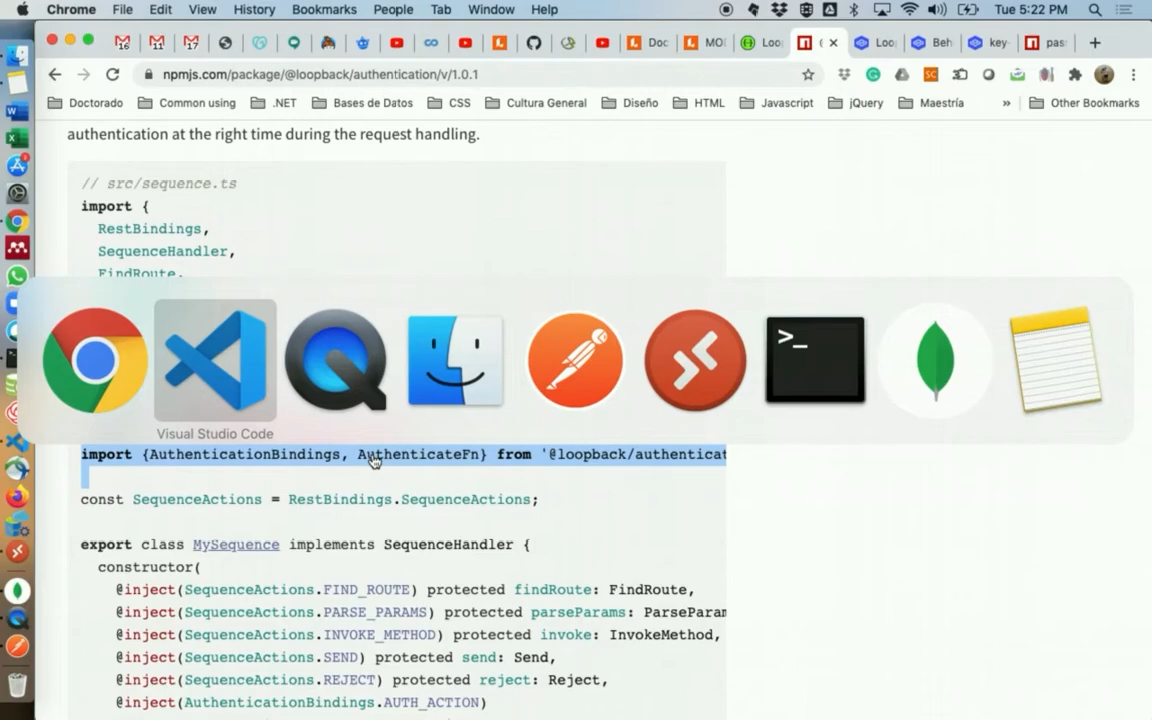 Chrome File Edit View History Bookmarks People Tab Window Help Tue 5:22 PM
16 11 17 Doc MO Loo ( Loo Beh key- pas
npmjs.com/package/@loopback/authentication/v/1.0.1
Doctorado Common using .NET Bases de Datos CSS Cultura General Diseño HTML Javascript jQuery Maestría » Other Bookmarks
authentication at the right time during the request handling.
// src/sequence.ts
import {
RestBindings,
SequenceHandler,
FindRoute,
Visual Studio Code
import {AuthenticationBindings, AuthenticateFn} from '@loopback/authenticat
const SequenceActions = RestBindings.SequenceActions;
export class MySequence implements SequenceHandler {
constructor(
@inject(SequenceActions.FIND_ROUTE) protected findRoute: FindRoute,
@inject(SequenceActions.PARSE_PARAMS) protected parseParams: ParseParam
@inject(SequenceActions.INVOKE_METHOD) protected invoke: InvokeMethod,
@inject(SequenceActions.SEND) protected send: Send,
@inject(SequenceActions.REJECT) protected reject: Reject,
@inject(AuthenticationBindings.AUTH_ACTION)